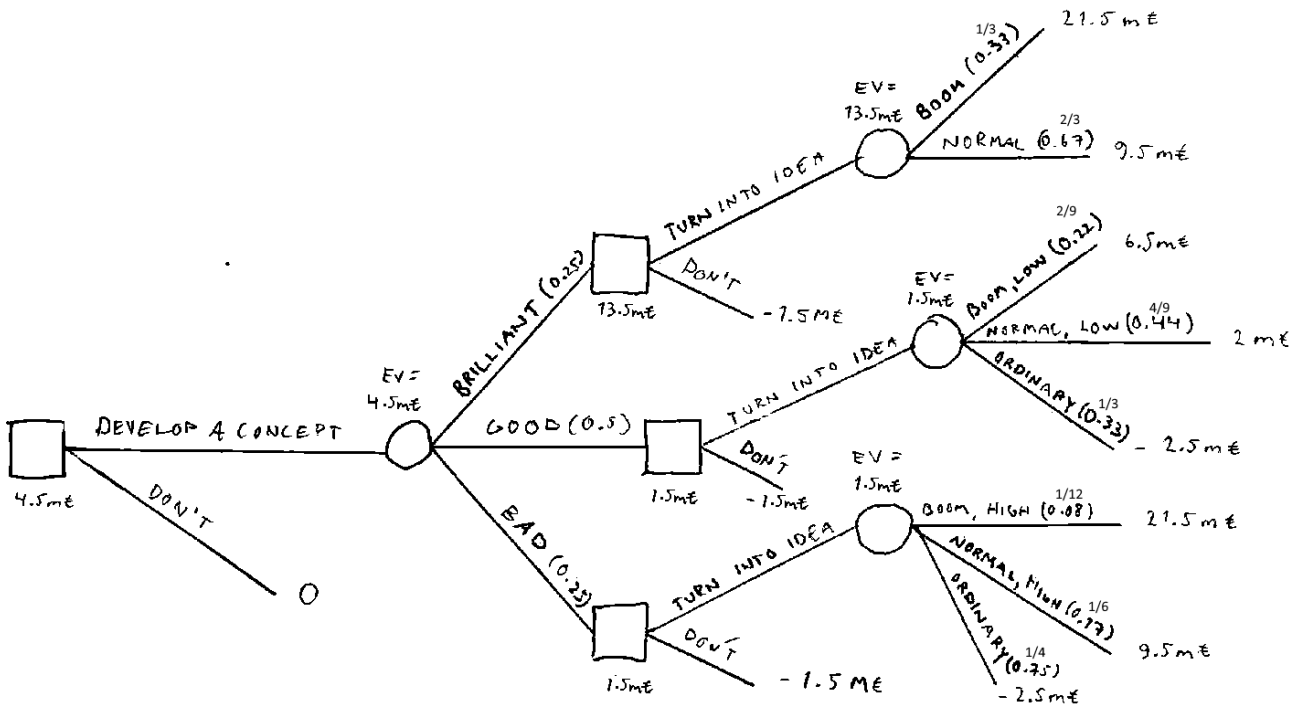 1/3
21.5 m€
BOOM (0.33)
EV=
13.5m€
2/3
NORMAL (0.67)
9.5 m€
TURN INTO IDEA
DON'T
13.5m€
-1.5 M€
2/9
BOOM, LOW (0.22)
6.5m€
EV=
1.5m€
4/9
NORMAL, LOW (0.44)
2 m€
1/3
ORDINARY (0.33)
- 2.5m€
BRILLIANT (0.25)
EV=
4.5m€
DEVELOP A CONCEPT
4.5m€
DON'T
0
GOOD (0.5)
TURN INTO IDEA
DON'T
1.5m€
-1.5m€
EV=
1.5m€
1/12
BOOM, HIGH (0.08)
21.5 m€
1/6
NORMAL, HIGH (0.17)
9.5m€
1/4
ORDINARY (0.75)
- 2.5m€
BAD (0.25)
TURN INTO IDEA
DON'T
1.5m€
- 1.5 M€